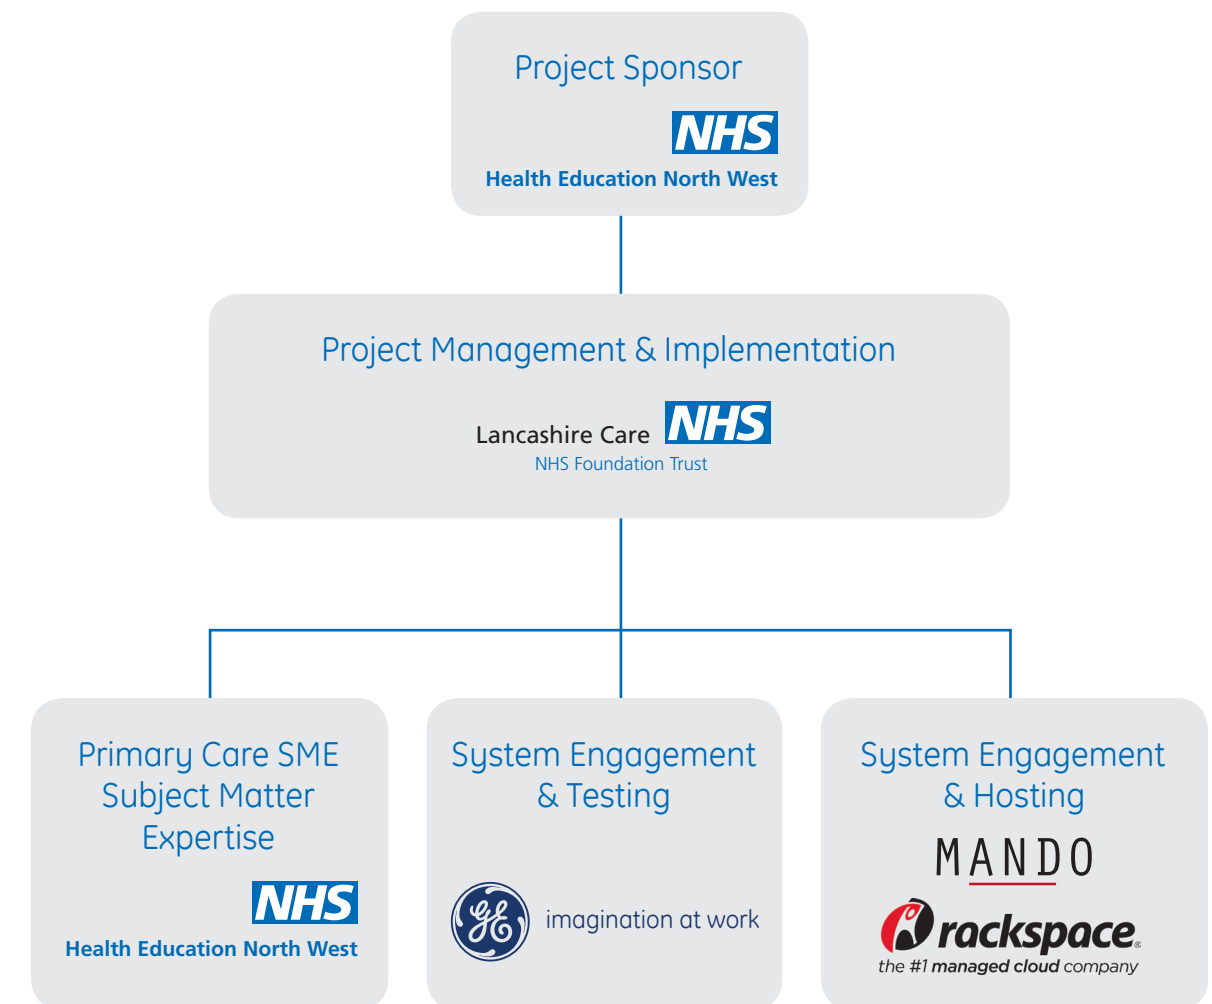 Project Sponsor
NHS
Health Education North West
Project Management & Implementation
Lancashire Care NHS
NHS Foundation Trust
Primary Care SME
Subject Matter
Expertise
NHS
Health Education North West
System Engagement
& Testing
GE imagination at work
System Engagement
& Hosting
MANDO
rackspace®
the #1 managed cloud company